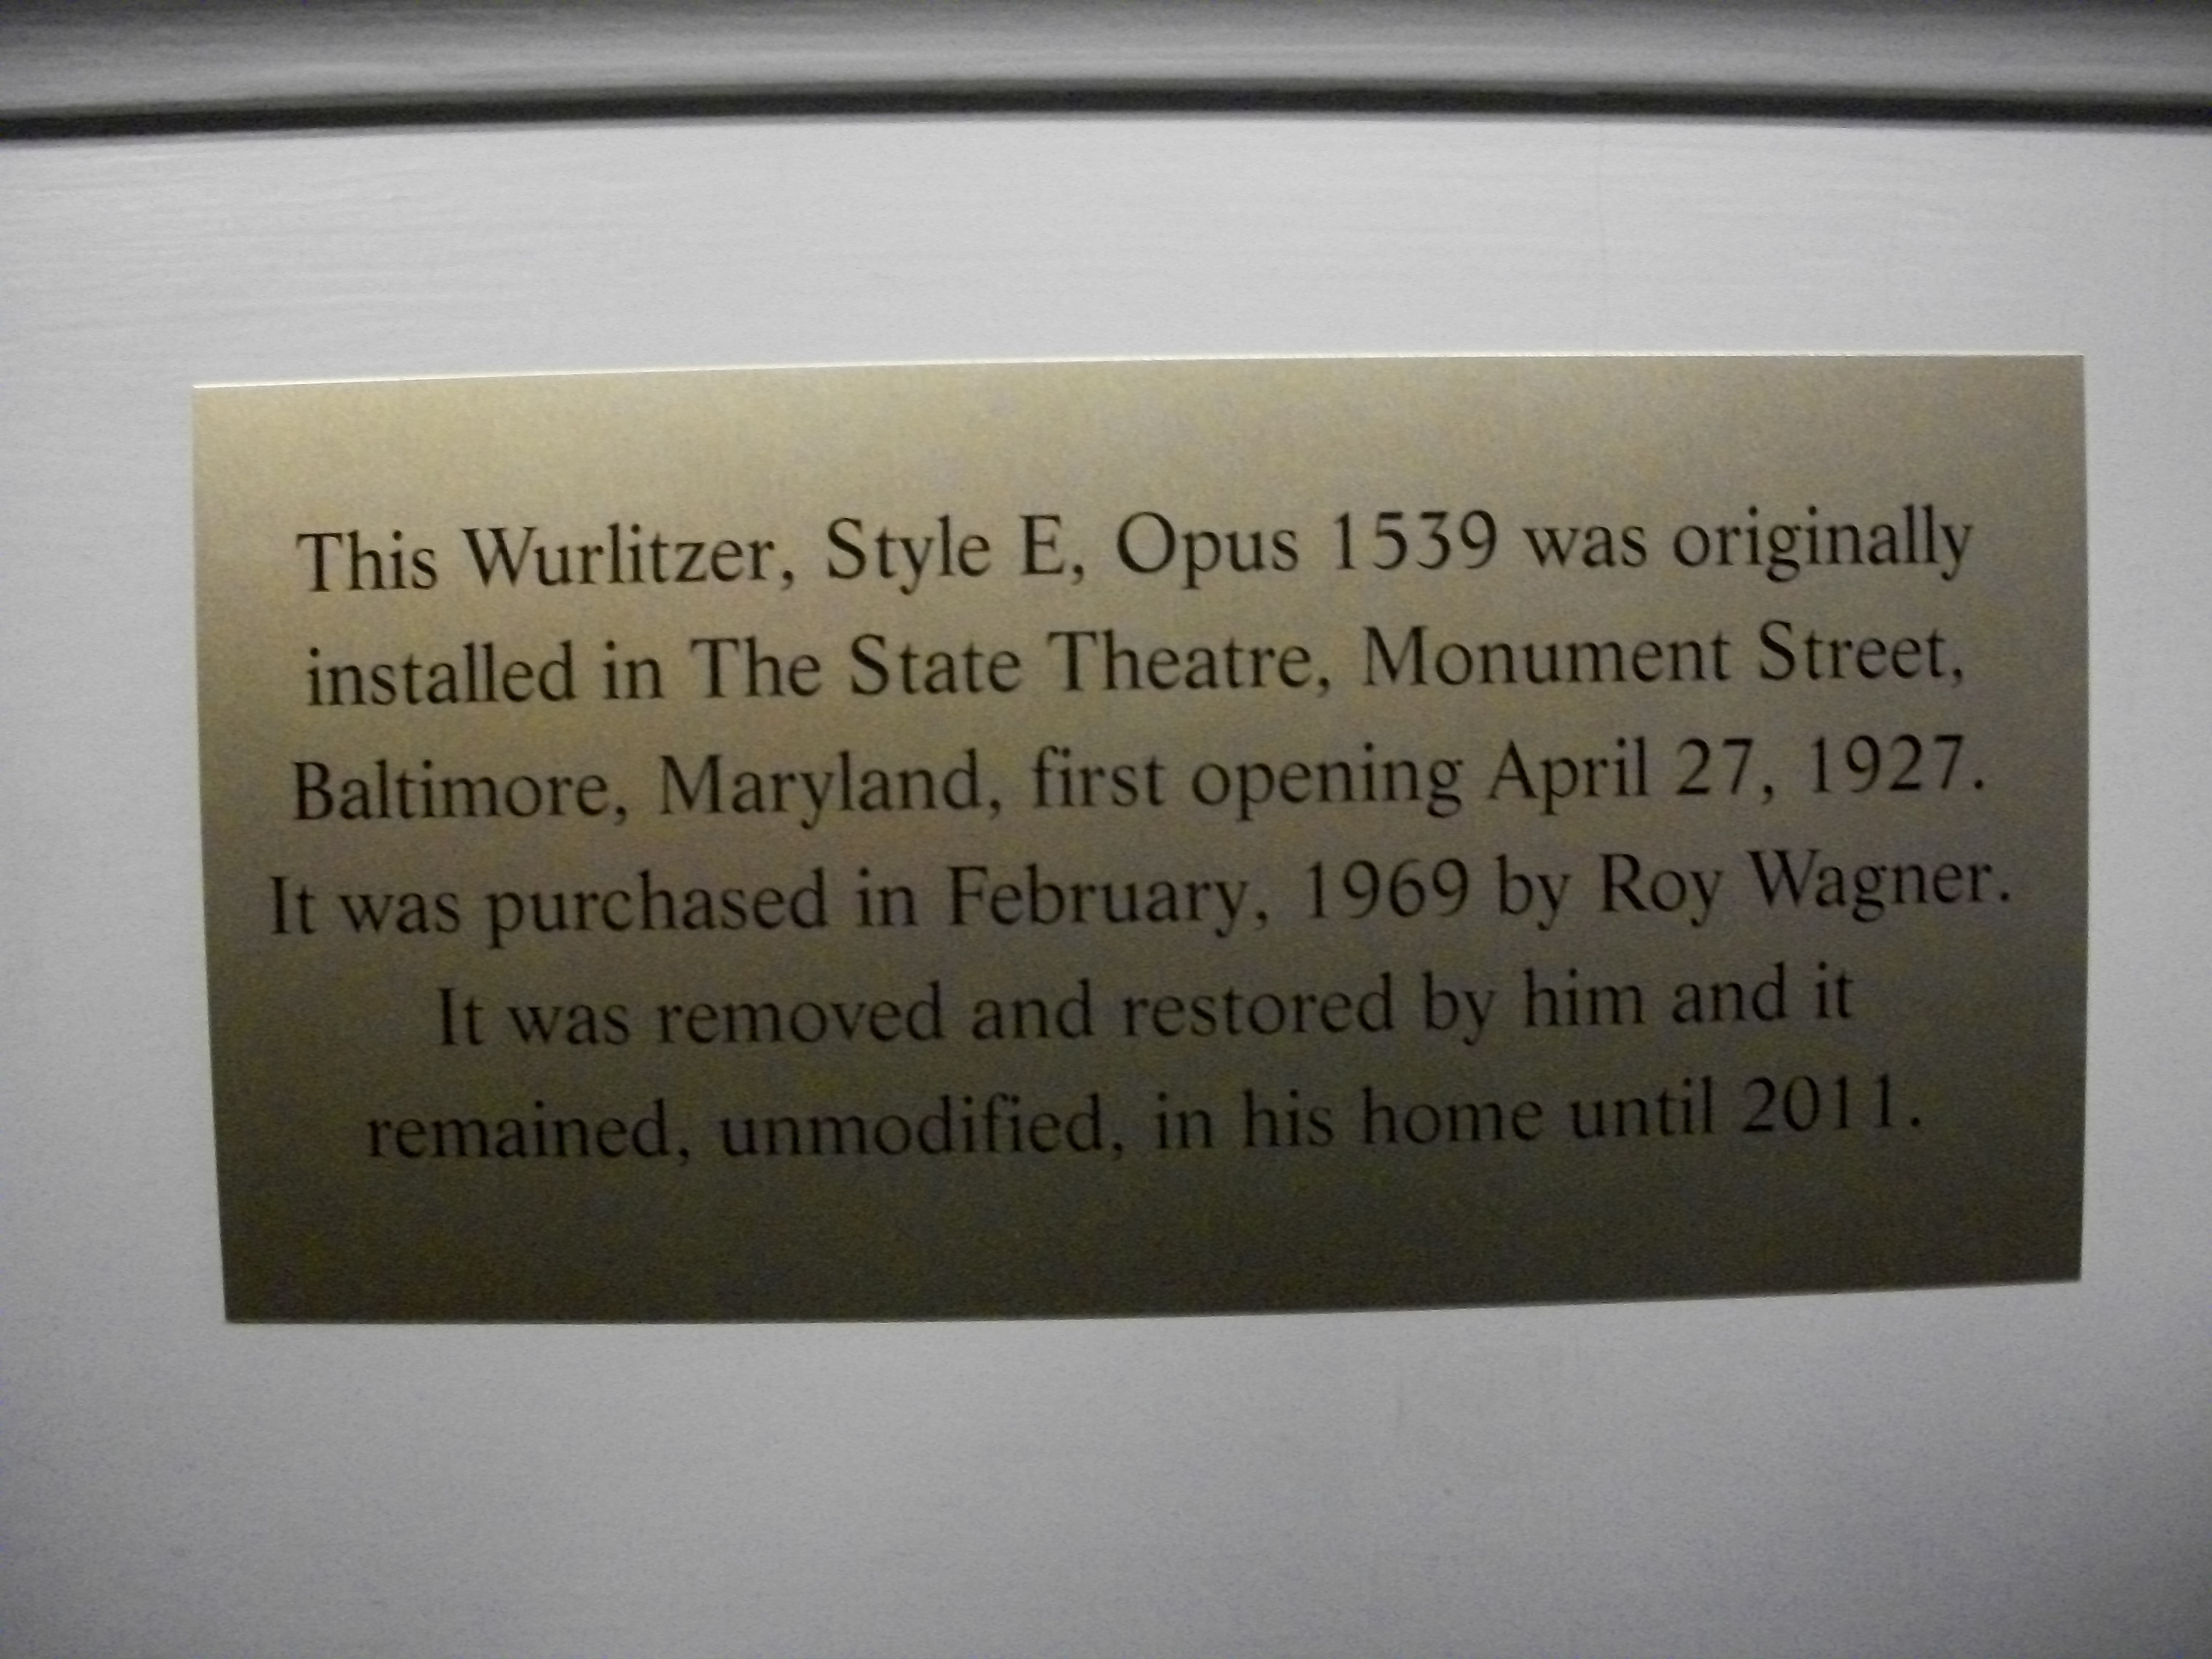 This Wurlitzer, Style E, Opus 1539 was originally
installed in The State Theatre, Monument Street,
Baltimore, Maryland, first opening April 27, 1927.
It was purchased in February, 1969 by Roy Wagner.
It was removed and restored by him and it
remained, unmodified, in his home until 2011.